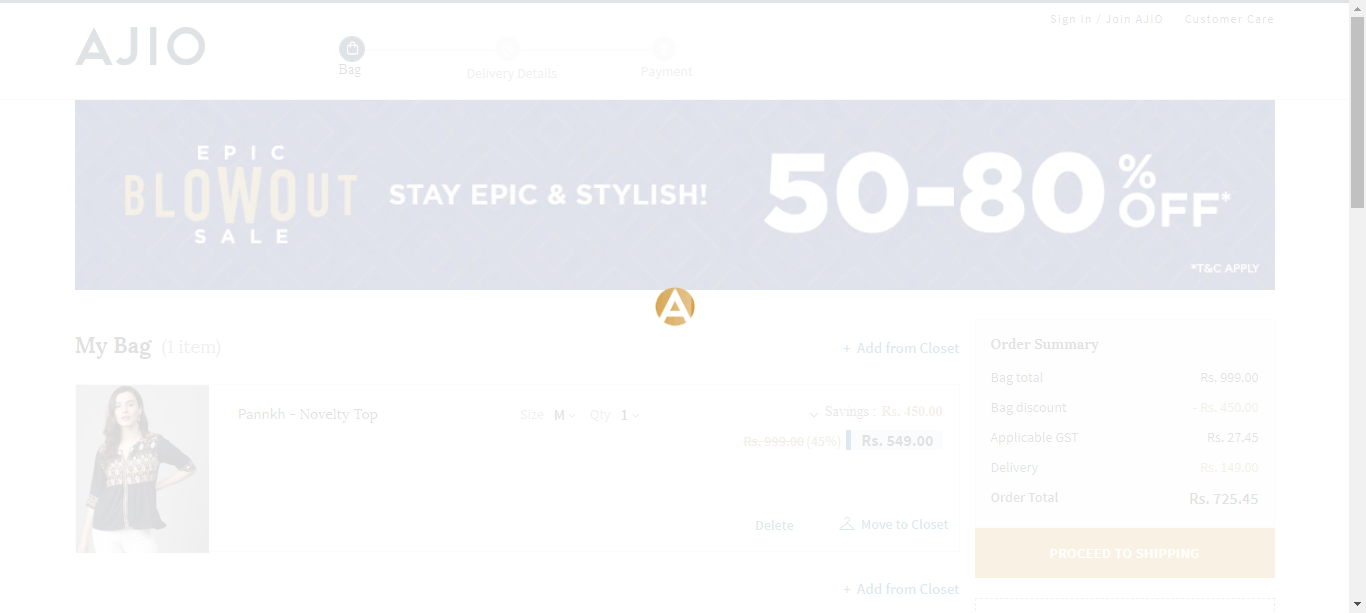 Sign In / Join AJIO Customer Care
AJIO
Bag
Delivery Details
Payment
EPIC
BLOWOUT
SALE
STAY EPIC & STYLISH!
50-80% OFF*
*T&C APPLY
A
My Bag (1 item)
+ Add from Closet
Pannkh - Novelty Top
Size M Qty 1
Savings : Rs. 450.00
Rs. 999.00 (45%) Rs. 549.00
Delete Move to Closet
+ Add from Closet
Order Summary
Bag total Rs. 999.00
Bag discount - Rs. 450.00
Applicable GST Rs. 27.45
Delivery Rs. 149.00
Order Total Rs. 725.45
PROCEED TO SHIPPING